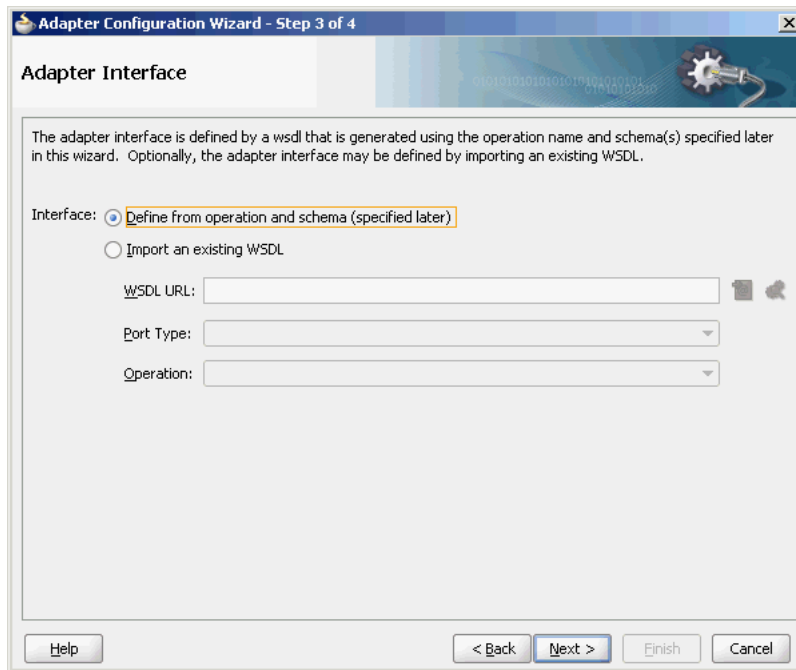 Adapter Configuration Wizard - Step 3 of 4
Adapter Interface
01010101010101010101010101
01010101010
The adapter interface is defined by a wsdl that is generated using the operation name and schema(s) specified later
in this wizard. Optionally, the adapter interface may be defined by importing an existing WSDL.
Interface: Define from operation and schema (specified later)
Import an existing WSDL
WSDL URL:
Port Type:
Operation:
Help < Back Next > Finish Cancel